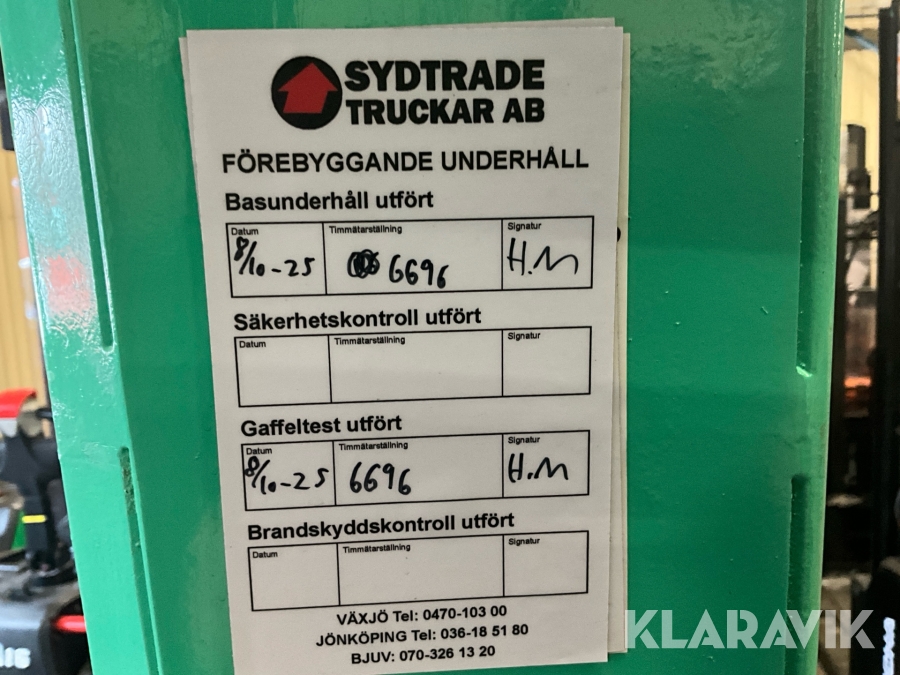 SYDTRADE
TRUCKAR AB
FÖREBYGGANDE UNDERHÅLL
Basunderhåll utfört
Datum Timmätarställning Signatur
8/10-25 6696 H.M
Säkerhetskontroll utfört
Datum Timmätarställning Signatur
Gaffeltest utfört
Datum Timmätarställning Signatur
8/10-25 6696 H.M
Brandskyddskontroll utfört
Datum Timmätarställning Signatur
VÄXJÖ Tel: 0470-103 00
JÖNKÖPING Tel: 036-18 51 80
BJUV: 070-326 13 20
KLARAVIK